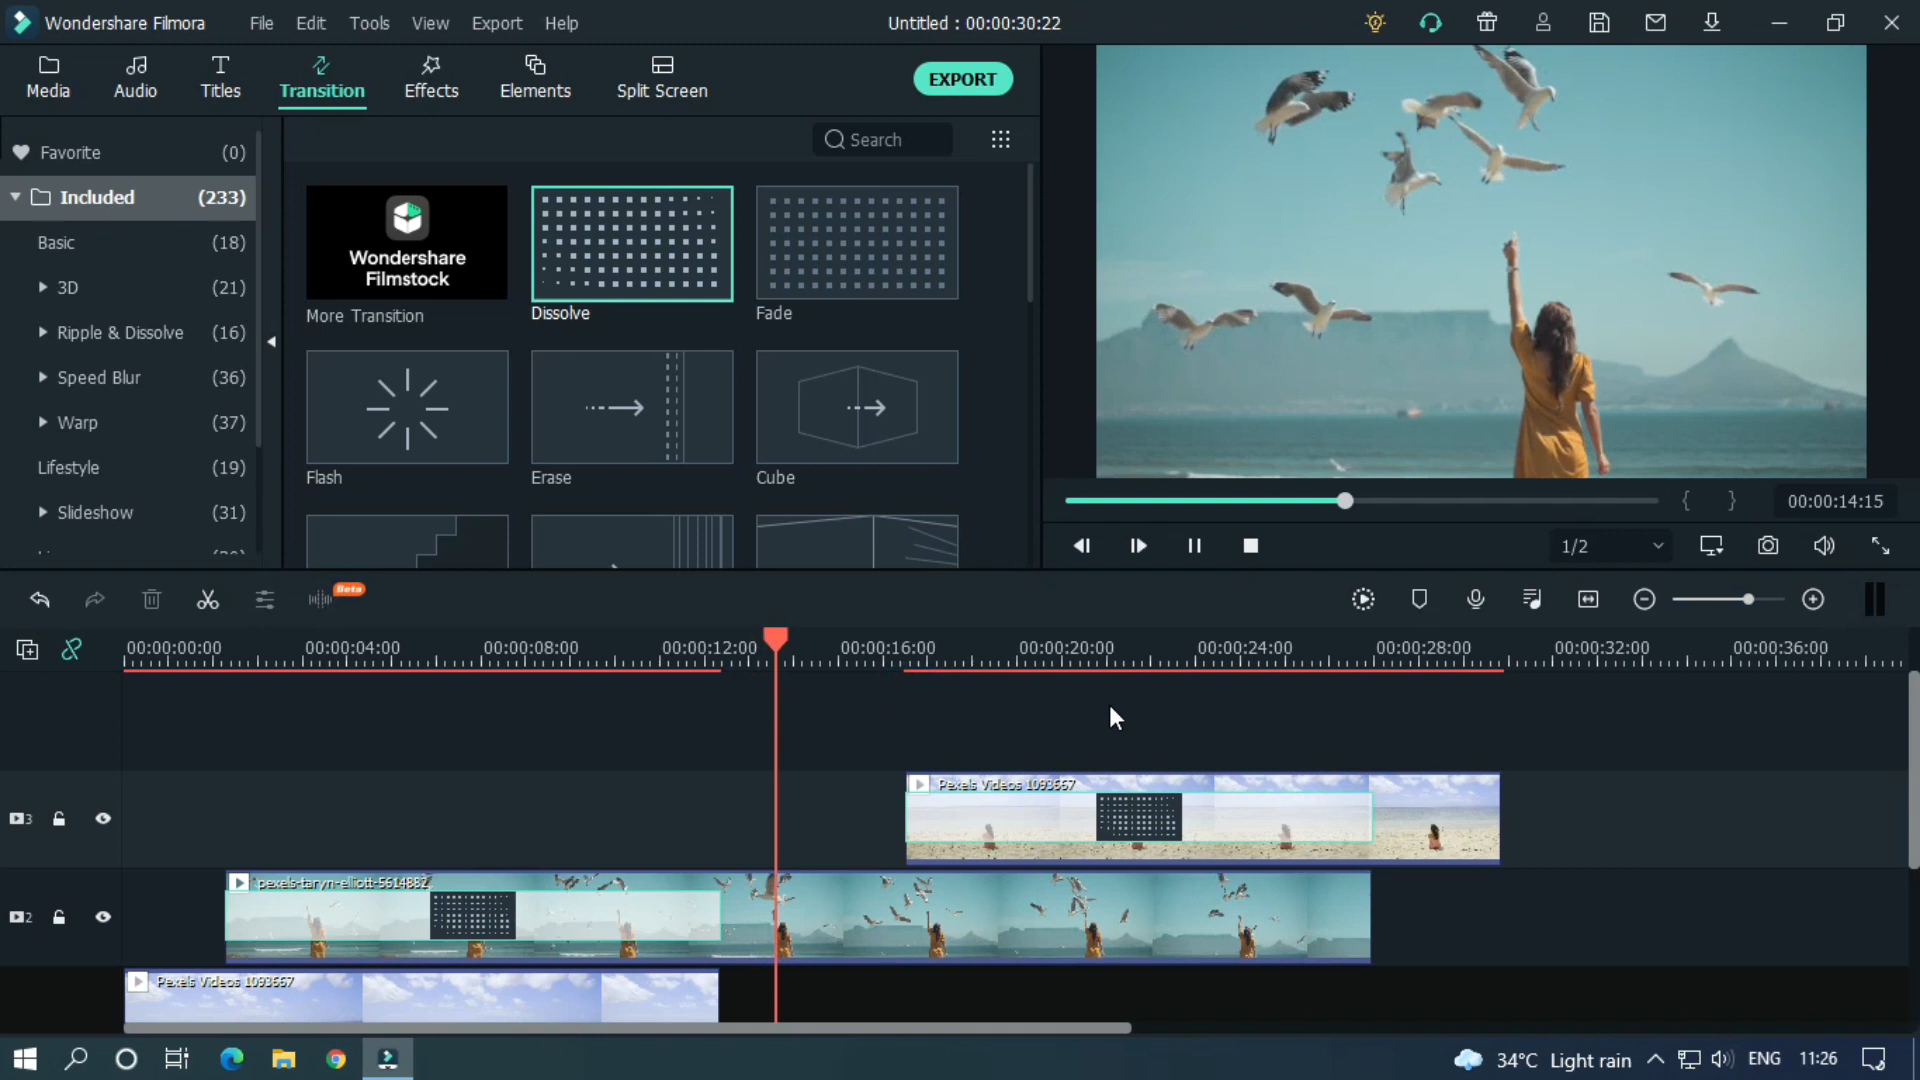 Wondershare Filmora File Edit Tools View Export Help Untitled : 00:00:30:22
Media Audio Titles Transition Effects Elements Split Screen EXPORT
Search
Favorite (0)
Included (233)
Basic (18)
3D (21)
Ripple & Dissolve (16)
Speed Blur (36)
Warp (37)
Lifestyle (19)
Slideshow (31)
Wondershare
Filmstock
More Transition Dissolve Fade
Flash Erase Cube
{ } 00:00:14:15
1/2
Beta
00:00:00:00 00:00:04:00 00:00:08:00 00:00:12:00 00:00:16:00 00:00:20:00 00:00:24:00 00:00:28:00 00:00:32:00 00:00:36:00
3 Pexels Videos 1093667
2 pexels-taryn-elliott-5614882
Pexels Videos 1093667
34°C Light rain ENG 11:26